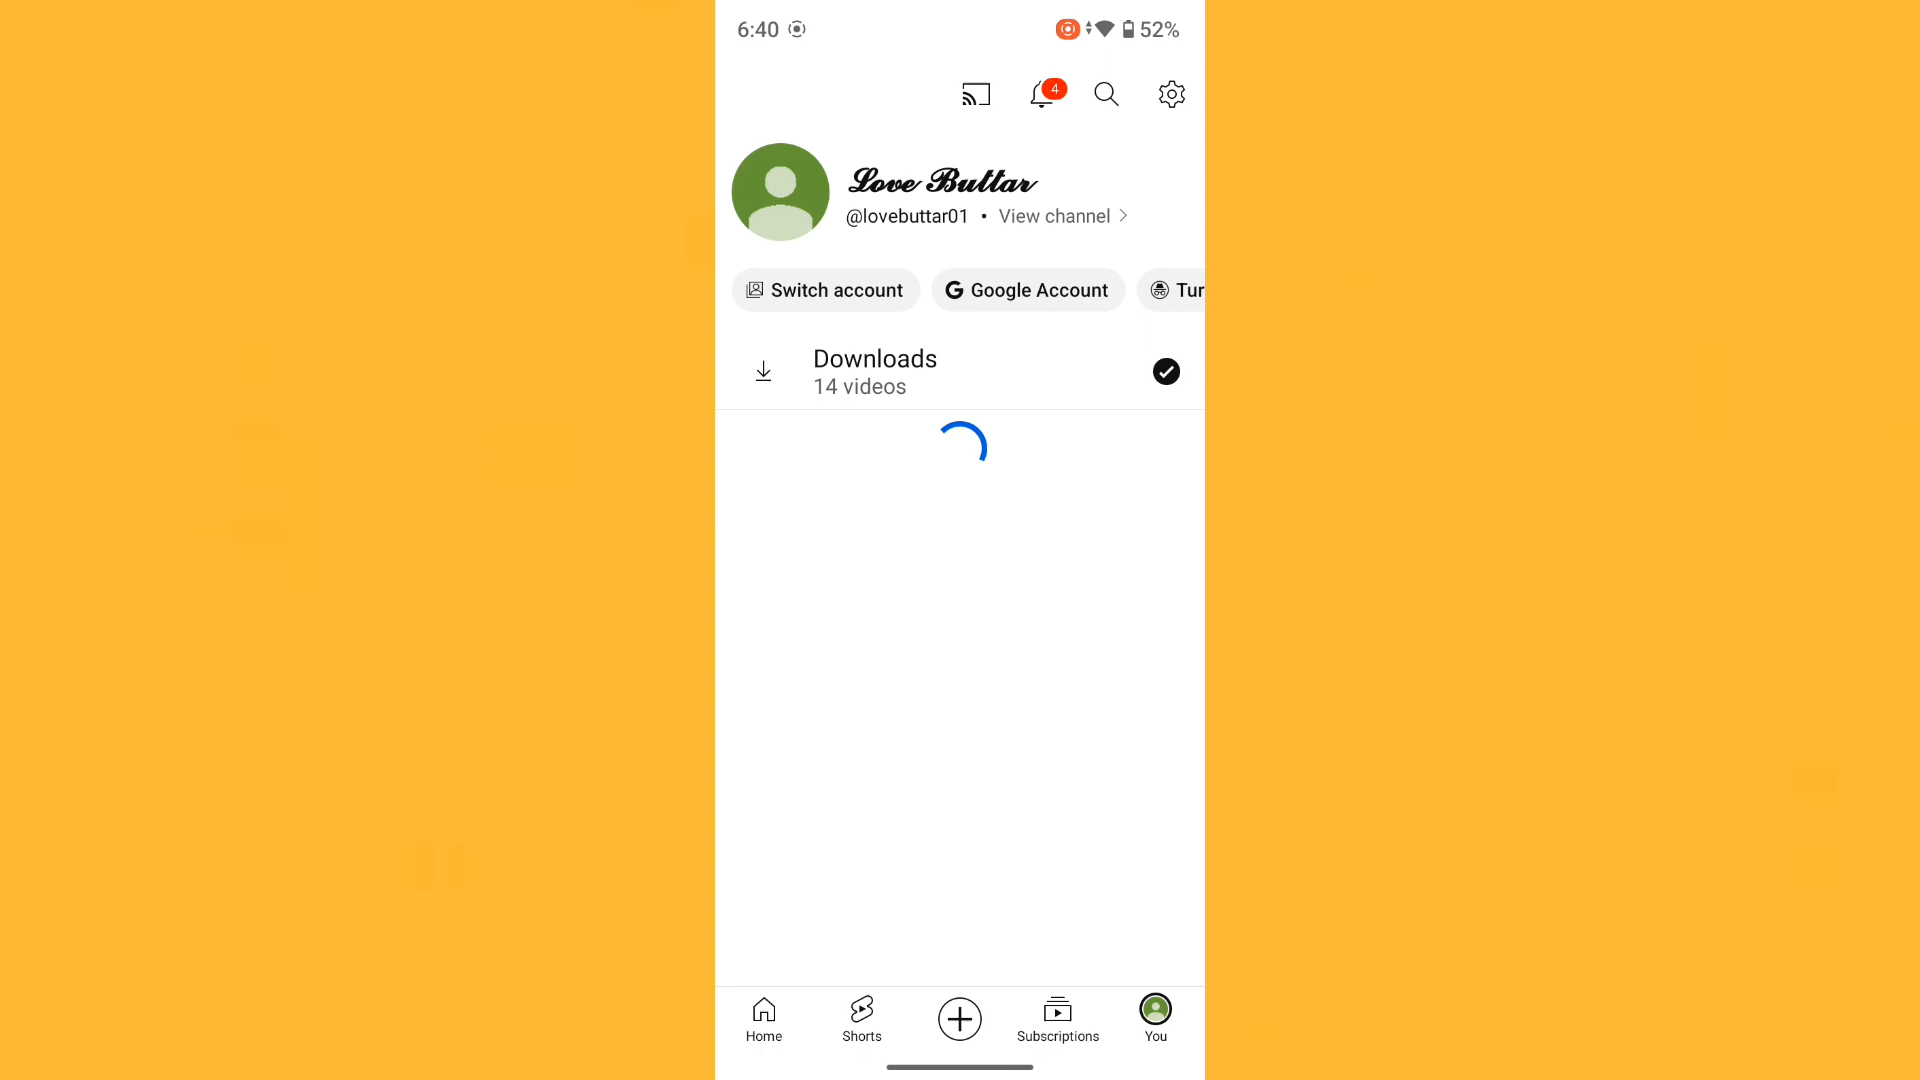 6:40 52%
4
Love Buttar
@lovebuttar01 • View channel
Switch account Google Account Tur
Downloads
14 videos
Home Shorts Subscriptions You